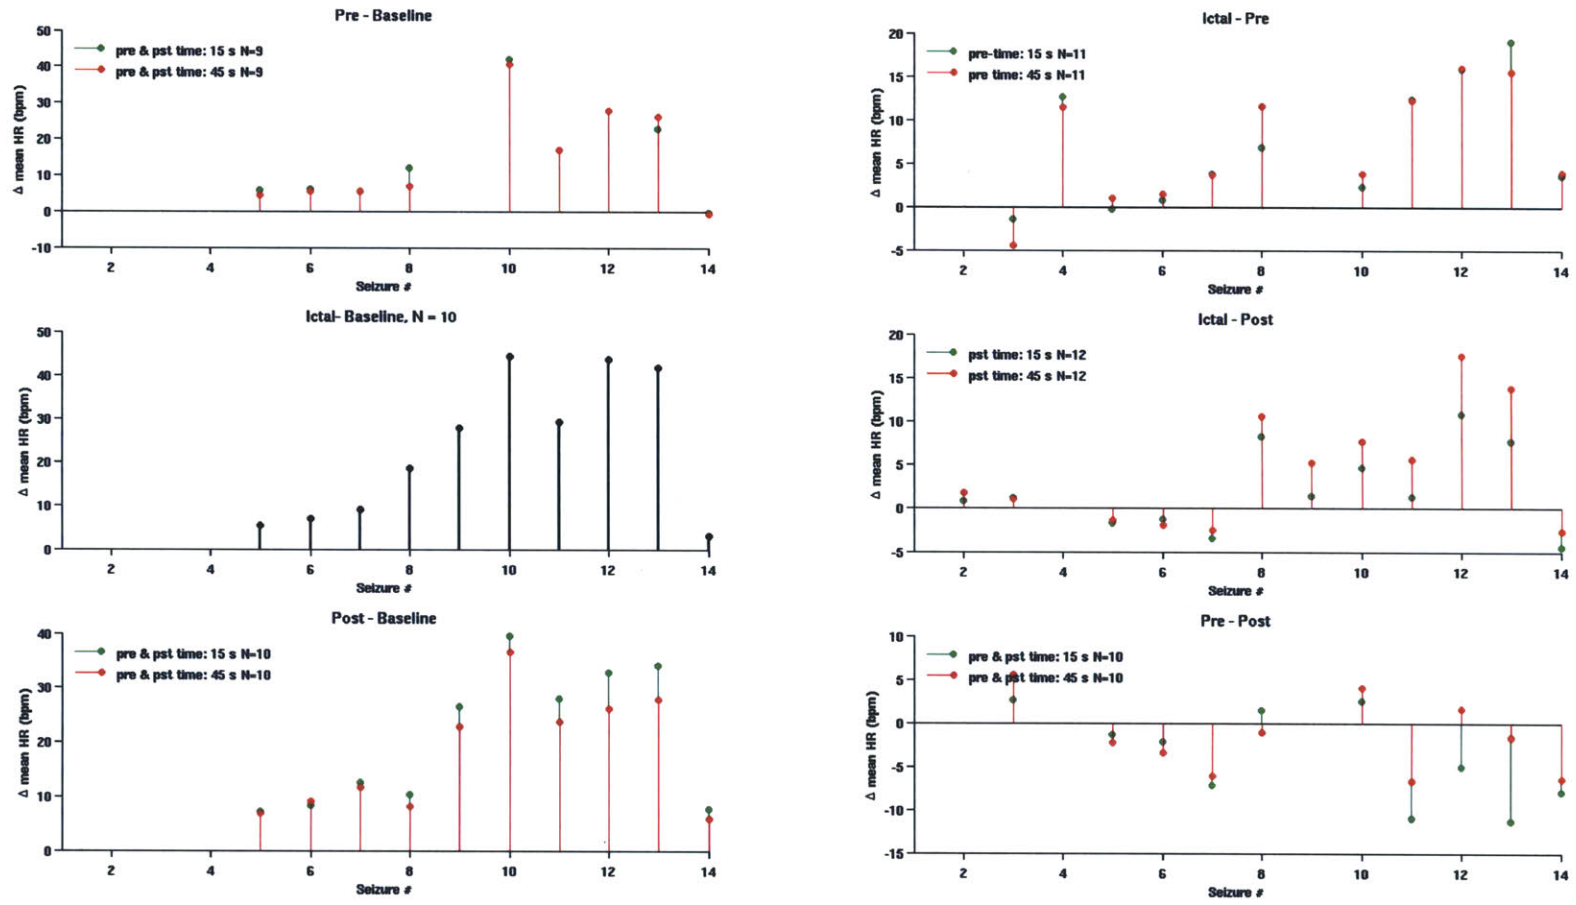 Pre - Baseline
50
40
30
20
10
0
-10
Δ mean HR (bpm)
pre & pst time: 15 s N=9
pre & pst time: 45 s N=9
2 4 6 8 10 12 14
Seizure #
Ictal - Pre
20
15
10
5
0
-5
Δ mean HR (bpm)
pre-time: 15 s N=11
pre time: 45 s N=11
2 4 6 8 10 12 14
Seizure #
Ictal- Baseline, N = 10
50
40
30
20
10
0
Δ mean HR (bpm)
2 4 6 8 10 12 14
Seizure #
Ictal - Post
20
15
10
5
0
-5
Δ mean HR (bpm)
pst time: 15 s N=12
pst time: 45 s N=12
2 4 6 8 10 12 14
Seizure #
Post - Baseline
40
30
20
10
0
Δ mean HR (bpm)
pre & pst time: 15 s N=10
pre & pst time: 45 s N=10
2 4 6 8 10 12 14
Seizure #
Pre - Post
10
5
0
-5
-10
-15
Δ mean HR (bpm)
pre & pst time: 15 s N=10
pre & pst time: 45 s N=10
2 4 6 8 10 12 14
Seizure #